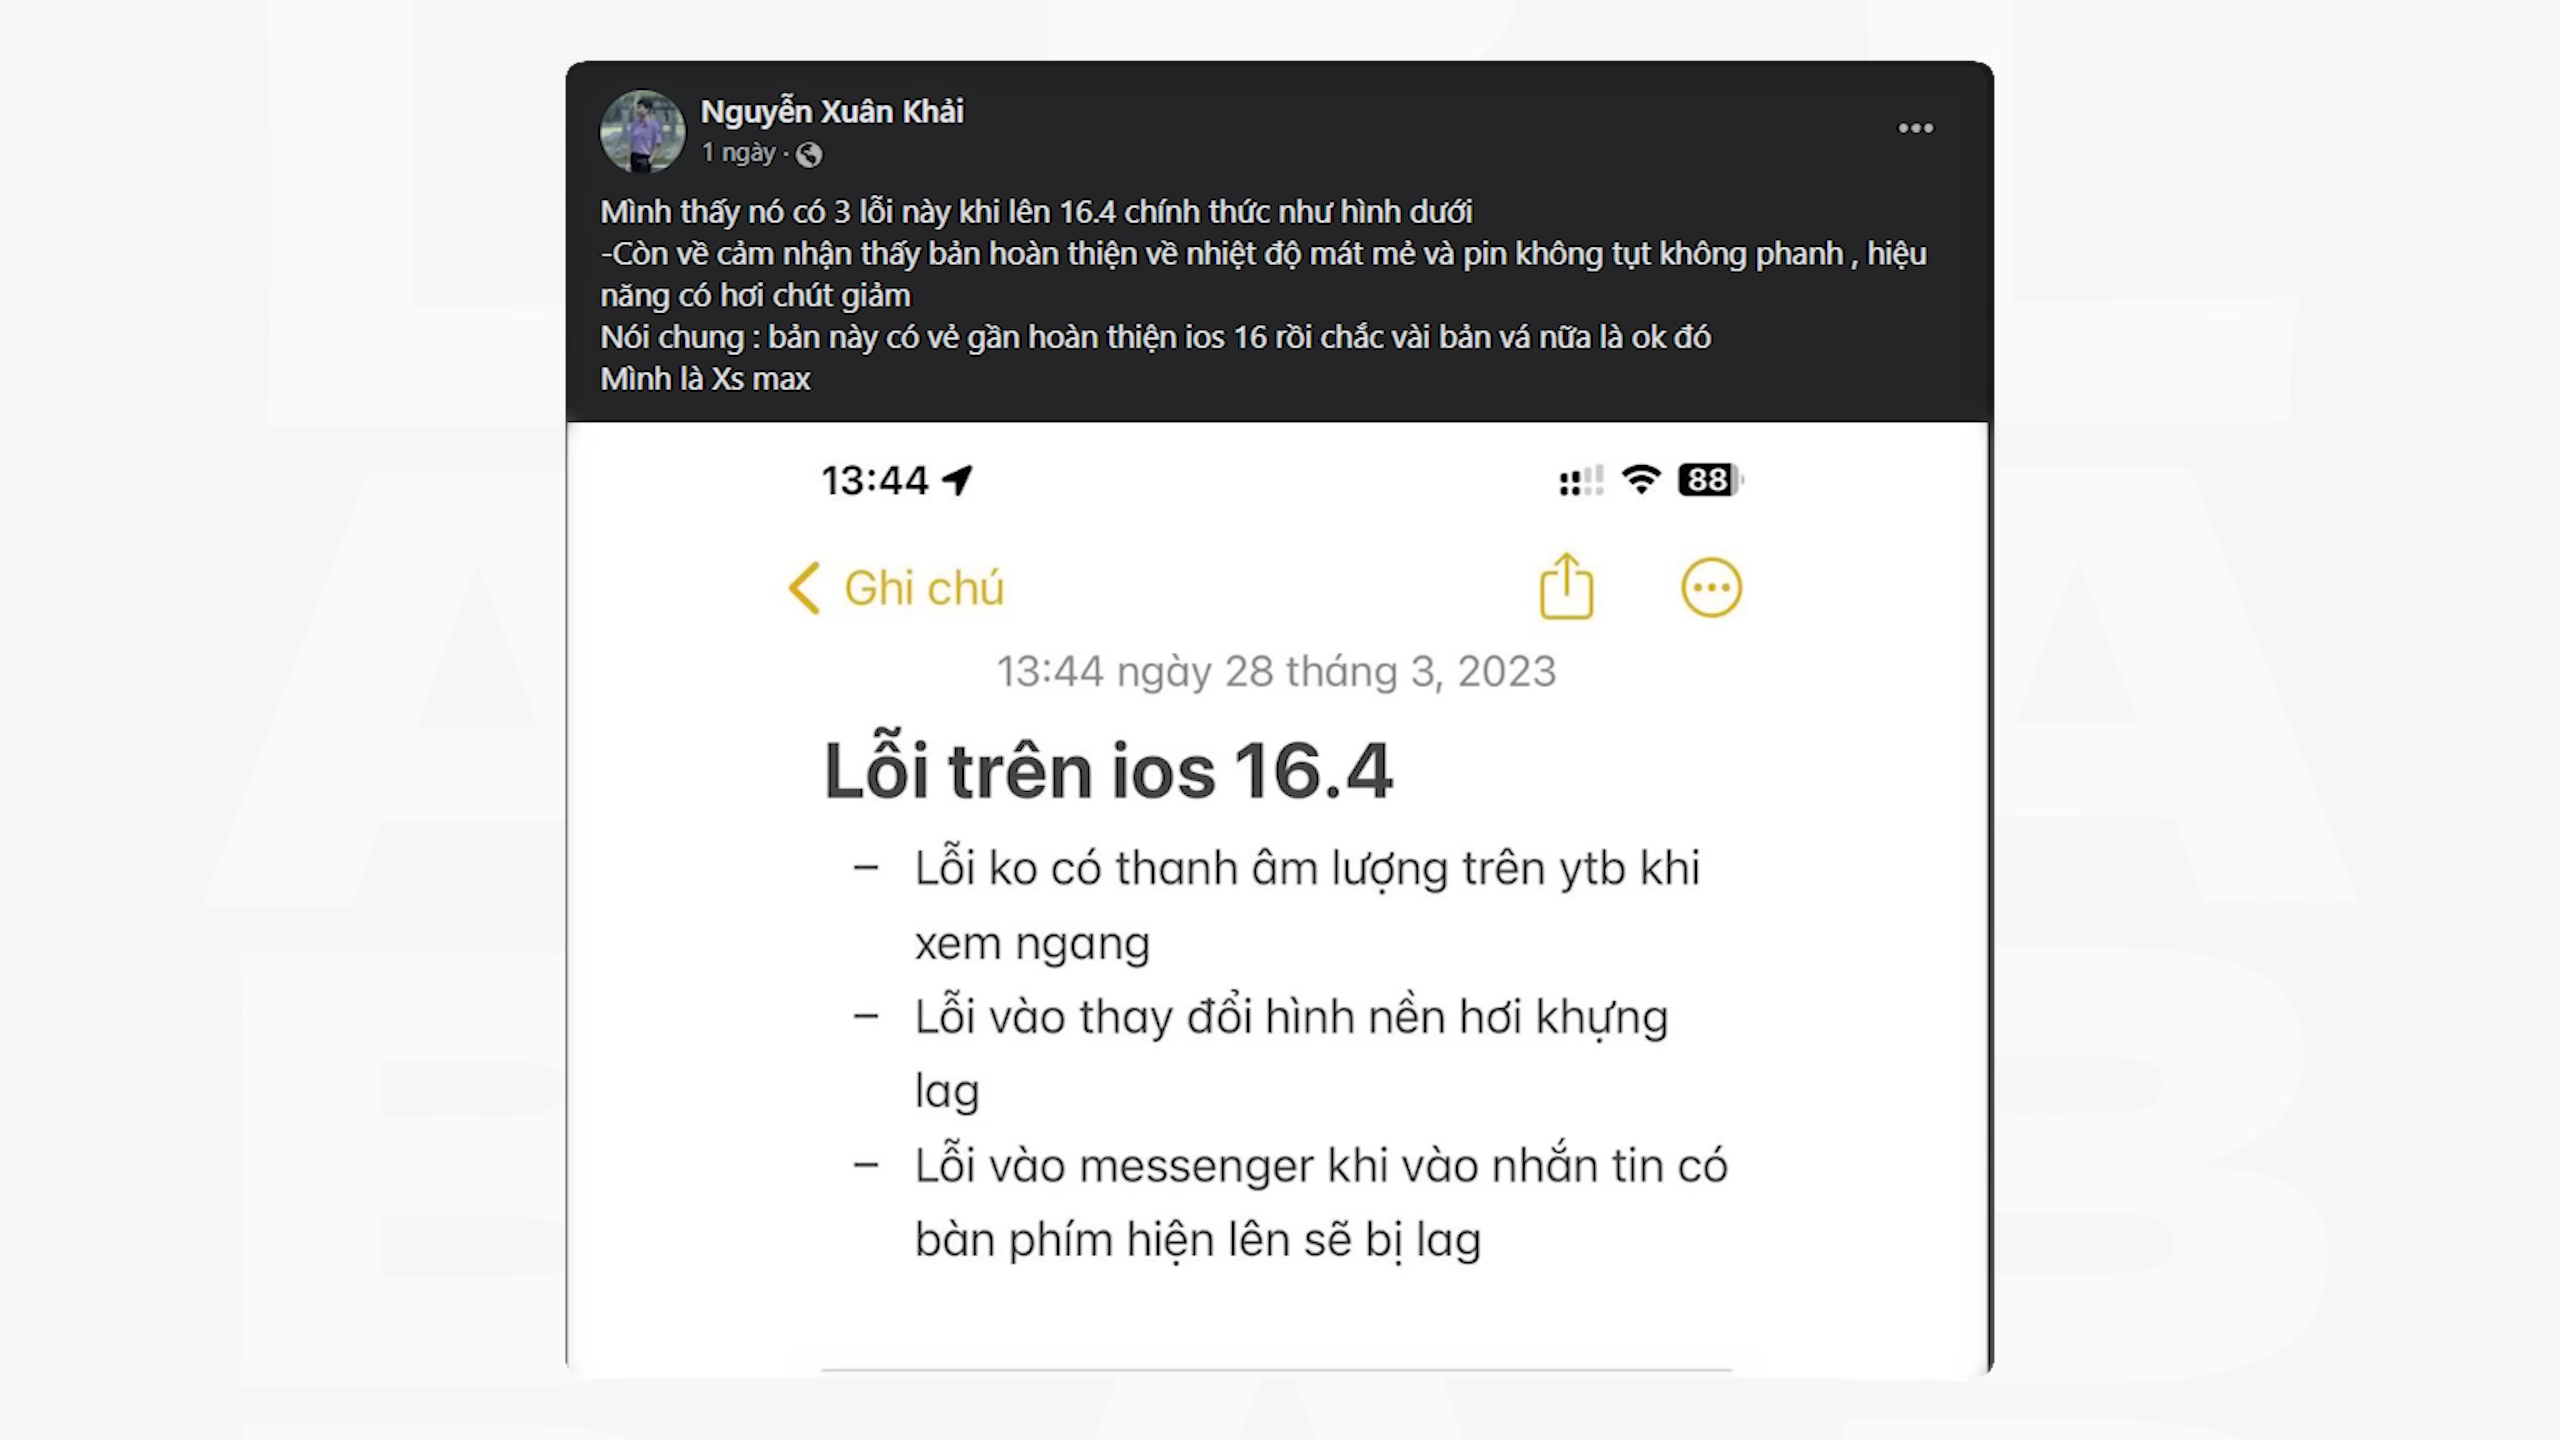 Nguyễn Xuân Khải
1 ngày ·
Mình thấy nó có 3 lỗi này khi lên 16.4 chính thức như hình dưới
-Còn về cảm nhận thấy bản hoàn thiện về nhiệt độ mát mẻ và pin không tụt không phanh , hiệu
năng có hơi chút giảm
Nói chung : bản này có vẻ gần hoàn thiện ios 16 rồi chắc vài bản vá nữa là ok đó
Mình là Xs max
13:44
88
Ghi chú
13:44 ngày 28 tháng 3, 2023
Lỗi trên ios 16.4
– Lỗi ko có thanh âm lượng trên ytb khi
xem ngang
– Lỗi vào thay đổi hình nền hơi khựng
lag
– Lỗi vào messenger khi vào nhắn tin có
bàn phím hiện lên sẽ bị lag